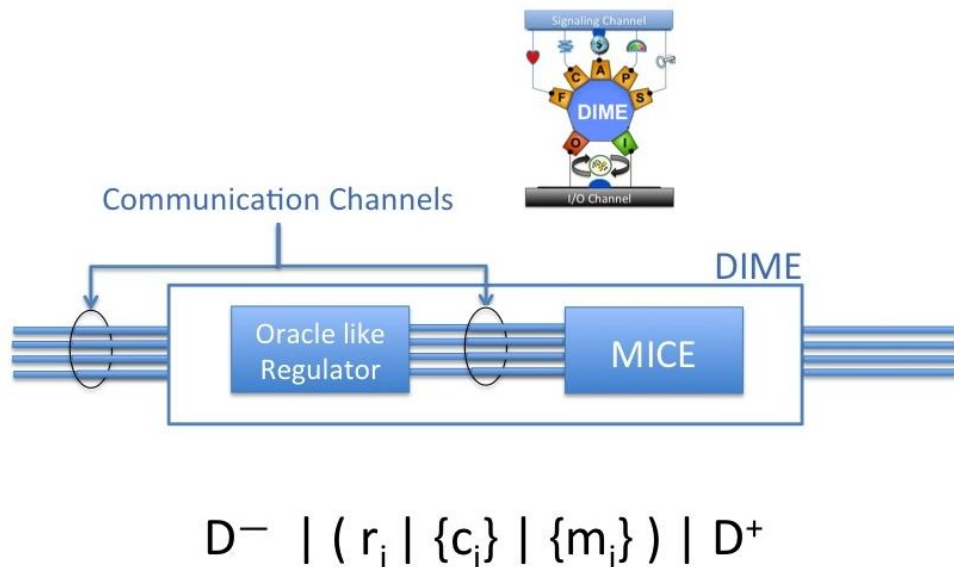 Signaling Channel
F C A P S
DIME
O I
I/O Channel
Communication Channels
DIME
Oracle like
Regulator
MICE
D⁻ | ( rᵢ | {cᵢ} | {mᵢ} ) | D⁺